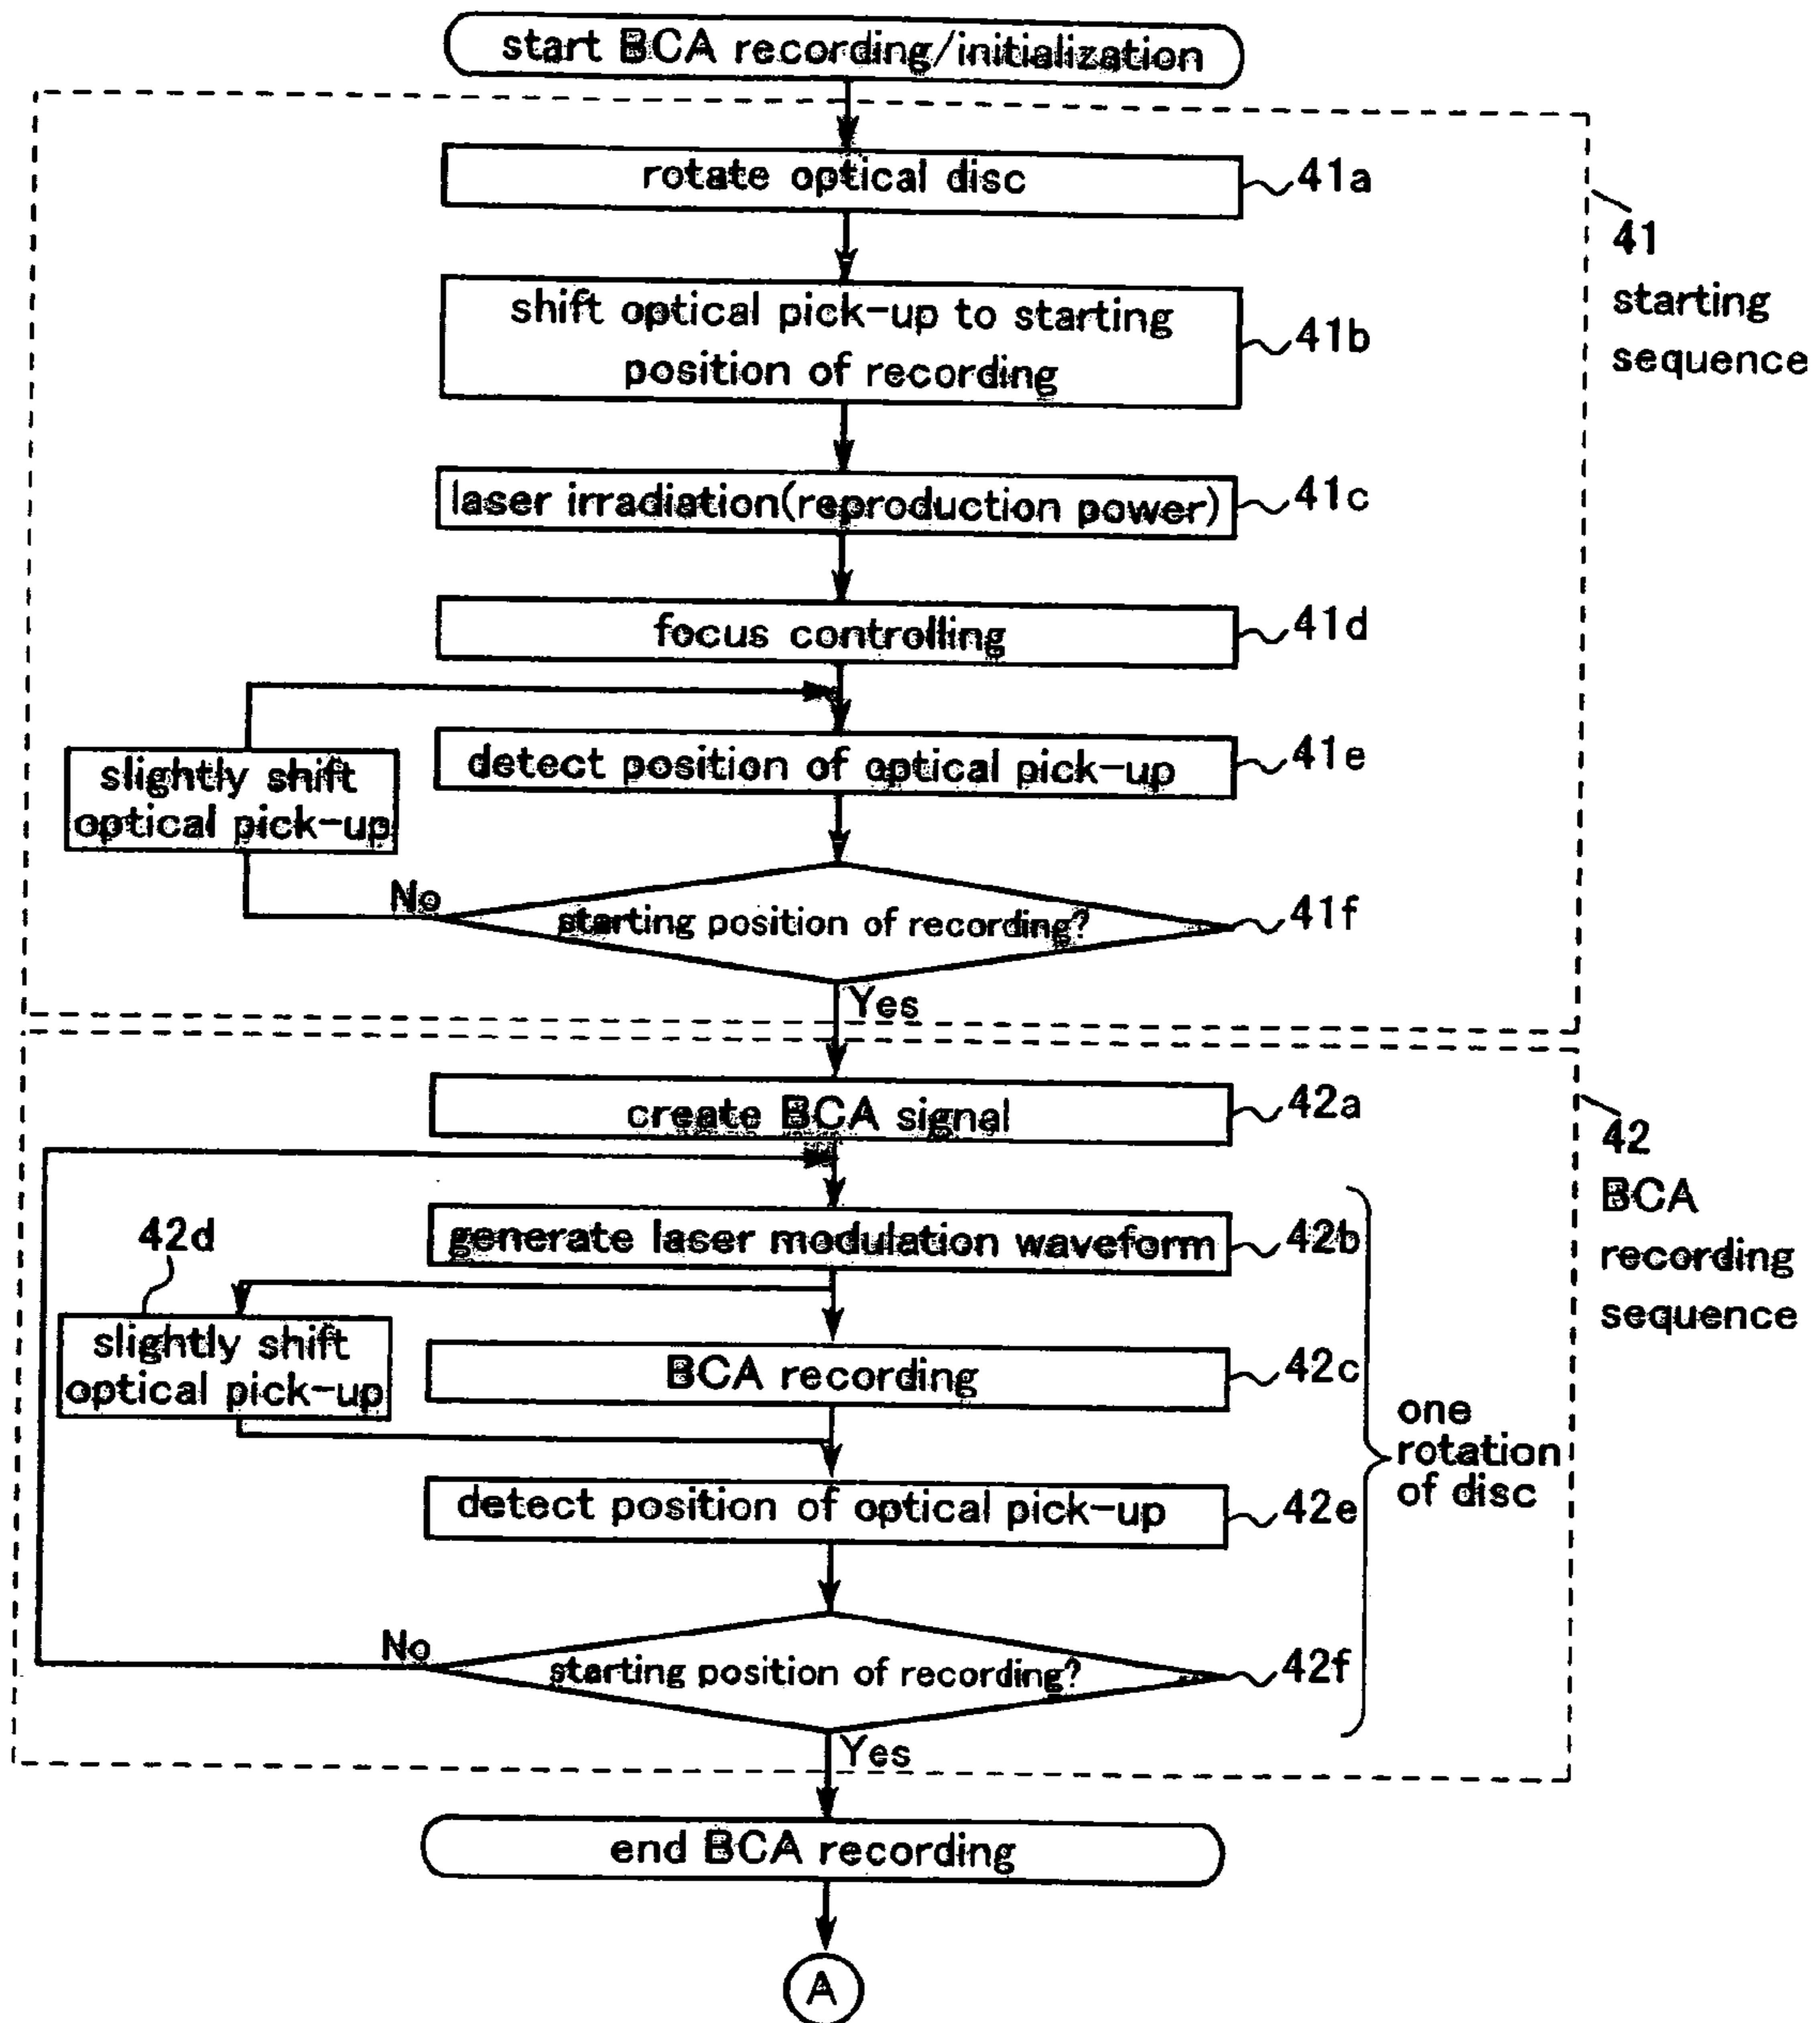 start BCA recording/initialization
rotate optical disc
41a
41
starting
sequence
shift optical pick-up to starting
position of recording
41b
laser irradiation(reproduction power)
41c
focus controlling
41d
slightly shift
optical pick-up
detect position of optical pick-up
41e
No
starting position of recording?
41f
Yes
create BCA signal
42a
42
BCA
recording
sequence
generate laser modulation waveform
42b
42d
slightly shift
optical pick-up
BCA recording
42c
one
rotation
of disc
detect position of optical pick-up
42e
No
starting position of recording?
42f
Yes
end BCA recording
A